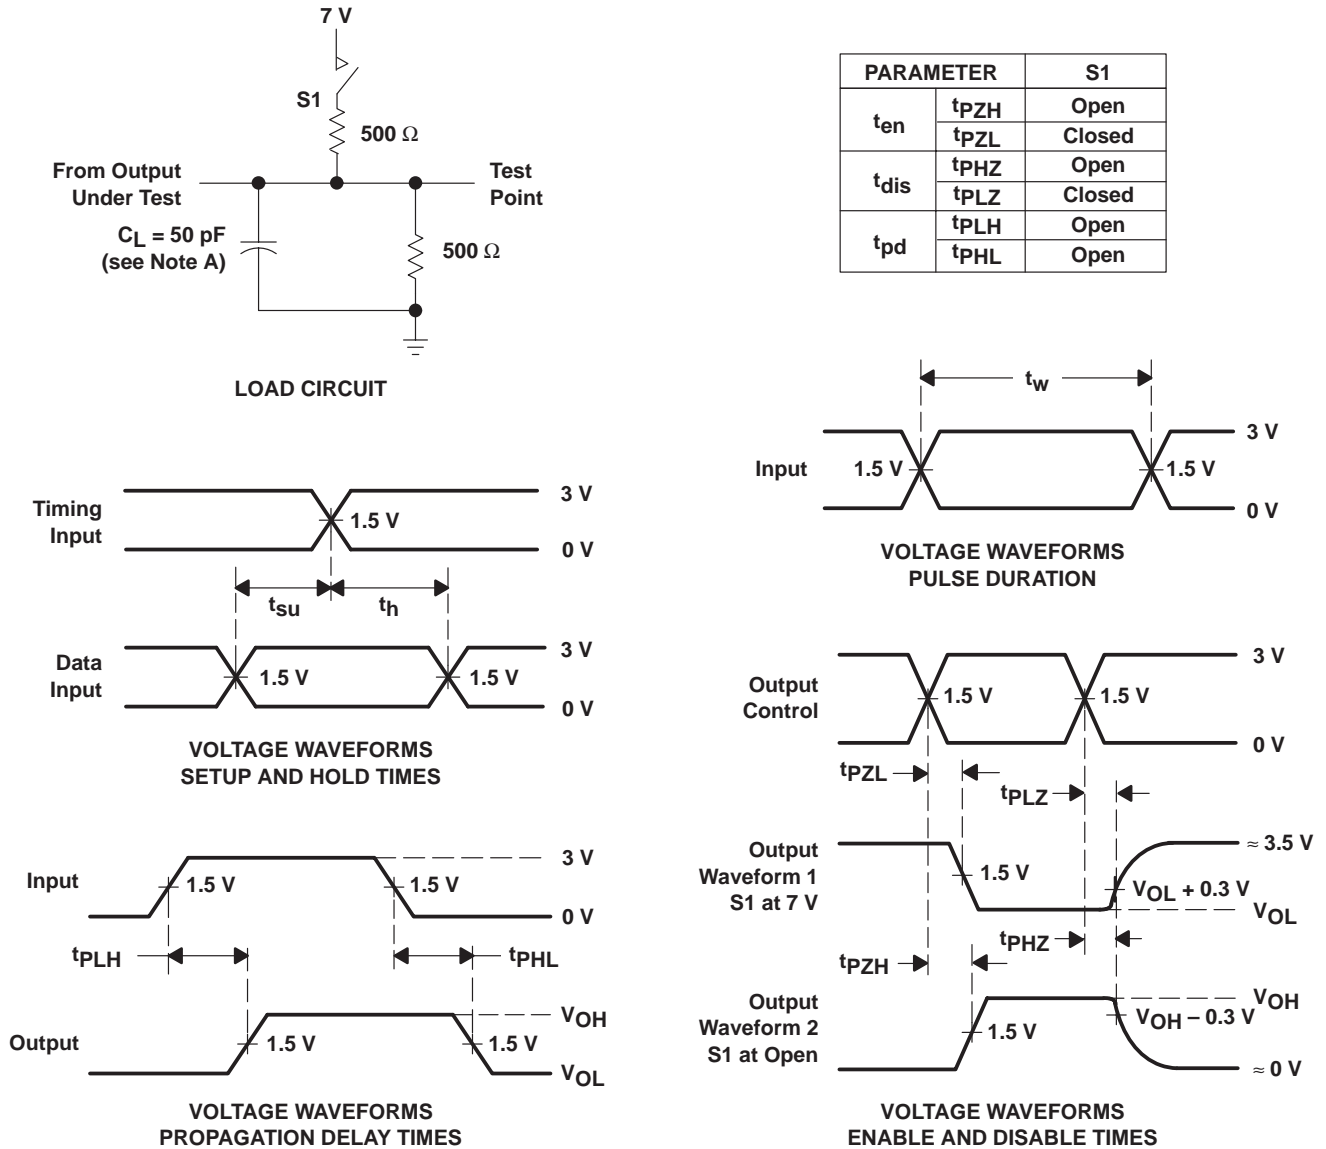 7 V
S1
500 Ω
From Output
Under Test
Test
Point
CL = 50 pF
(see Note A)
500 Ω
LOAD CIRCUIT
PARAMETER S1
ten tPZH Open
tPZL Closed
tdis tPHZ Open
tPLZ Closed
tpd tPLH Open
tPHL Open
tw
Input 1.5 V 1.5 V 3 V
0 V
VOLTAGE WAVEFORMS
PULSE DURATION
Timing
Input
1.5 V
3 V
0 V
tsu th
Data
Input
1.5 V 1.5 V
3 V
0 V
VOLTAGE WAVEFORMS
SETUP AND HOLD TIMES
Input
1.5 V 1.5 V
3 V
0 V
tPLH tPHL
Output
1.5 V 1.5 V
VOH
VOL
VOLTAGE WAVEFORMS
PROPAGATION DELAY TIMES
Output
Control
1.5 V 1.5 V
3 V
0 V
tPZL
tPLZ
Output
Waveform 1
S1 at 7 V
1.5 V
≈ 3.5 V
VOL + 0.3 V
VOL
tPHZ
tPZH
Output
Waveform 2
S1 at Open
1.5 V
VOH
VOH − 0.3 V
≈ 0 V
VOLTAGE WAVEFORMS
ENABLE AND DISABLE TIMES